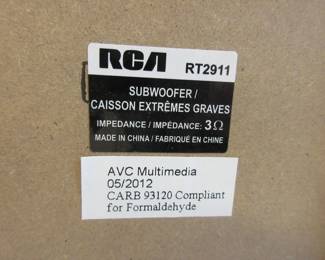 RCA RT2911
SUBWOOFER /
CAISSON EXTRÊMES GRAVES
IMPEDANCE / IMPÉDANCE: 3 Ω
MADE IN CHINA / FABRIQUÉ EN CHINE
AVC Multimedia
05/2012
CARB 93120 Compliant
for Formaldehyde